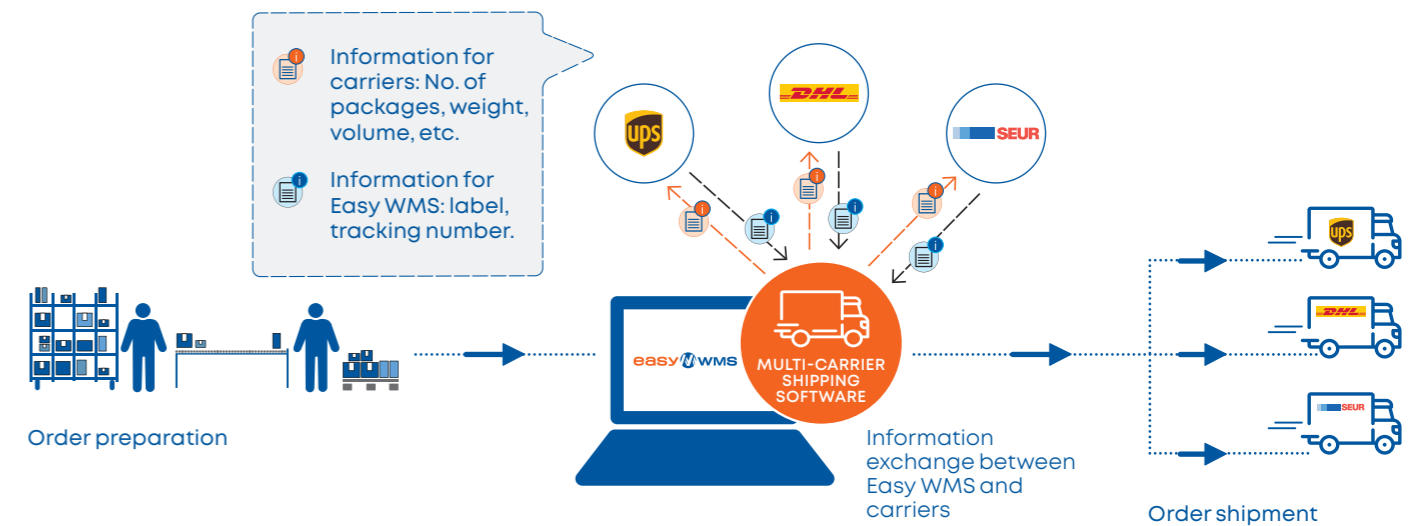 Information for
carriers: No. of
packages, weight,
volume, etc.
Information for
Easy WMS: label,
tracking number.
ups
DHL
SEUR
easy WMS
MULTI-CARRIER
SHIPPING
SOFTWARE
Order preparation
Information
exchange between
Easy WMS and
carriers
ups
DHL
SEUR
Order shipment